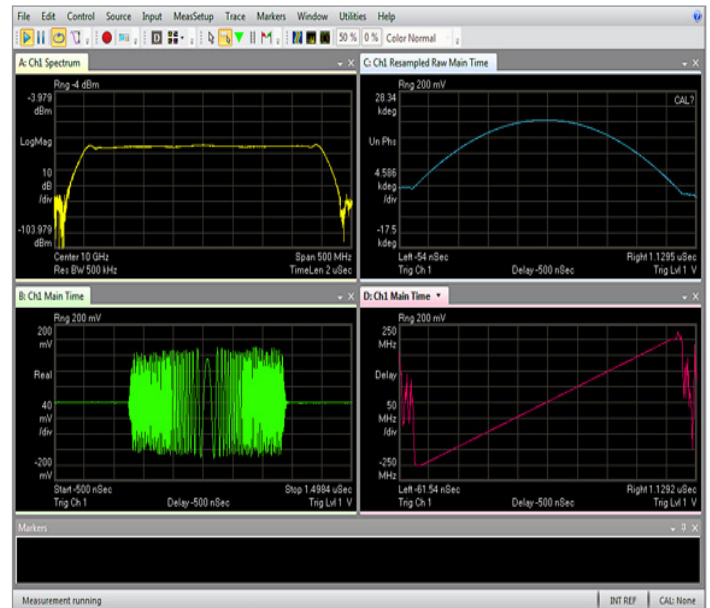 File Edit Control Source Input MeasSetup Trace Markers Window Utilities Help
50 % 0 % Color Normal
A: Ch1 Spectrum
Rng -4 dBm
-3.979
dBm
LogMag
10
dB
/div
-103.979
dBm
Center 10 GHz Span 500 MHz
Res BW 500 kHz TimeLen 2 uSec
C: Ch1 Resampled Raw Main Time
Rng 200 mV
28.34
kdeg
CAL?
Un Phs
4.586
kdeg
/div
-17.5
kdeg
Left -54 nSec Right 1.1295 uSec
Trig Ch 1 Delay -500 nSec Trig Lvl 1 V
B: Ch1 Main Time
Rng 200 mV
200
mV
Real
40
mV
/div
-200
mV
Start -500 nSec Stop 1.4984 uSec
Trig Ch 1 Delay -500 nSec Trig Lvl 1 V
D: Ch1 Main Time
Rng 200 mV
250
MHz
Delay
50
MHz
/div
-250
MHz
Left -61.54 nSec Right 1.1292 uSec
Trig Ch 1 Delay -500 nSec Trig Lvl 1 V
Markers
Measurement running INT REF CAL: None